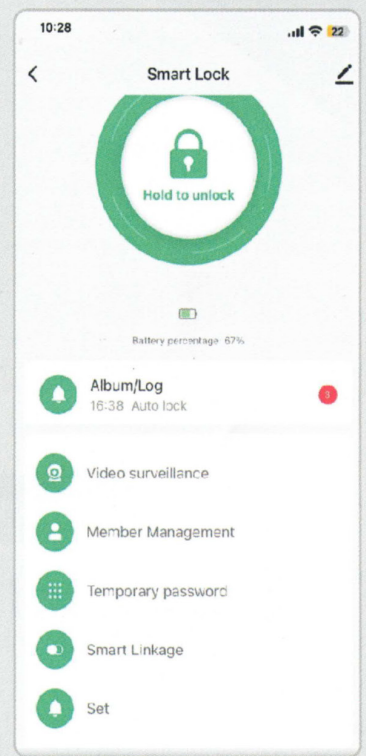 10:28
22
Smart Lock
Hold to unlock
Battery percentage 67%
Album/Log
16:38 Auto lock
3
Video surveillance
Member Management
Temporary password
Smart Linkage
Set